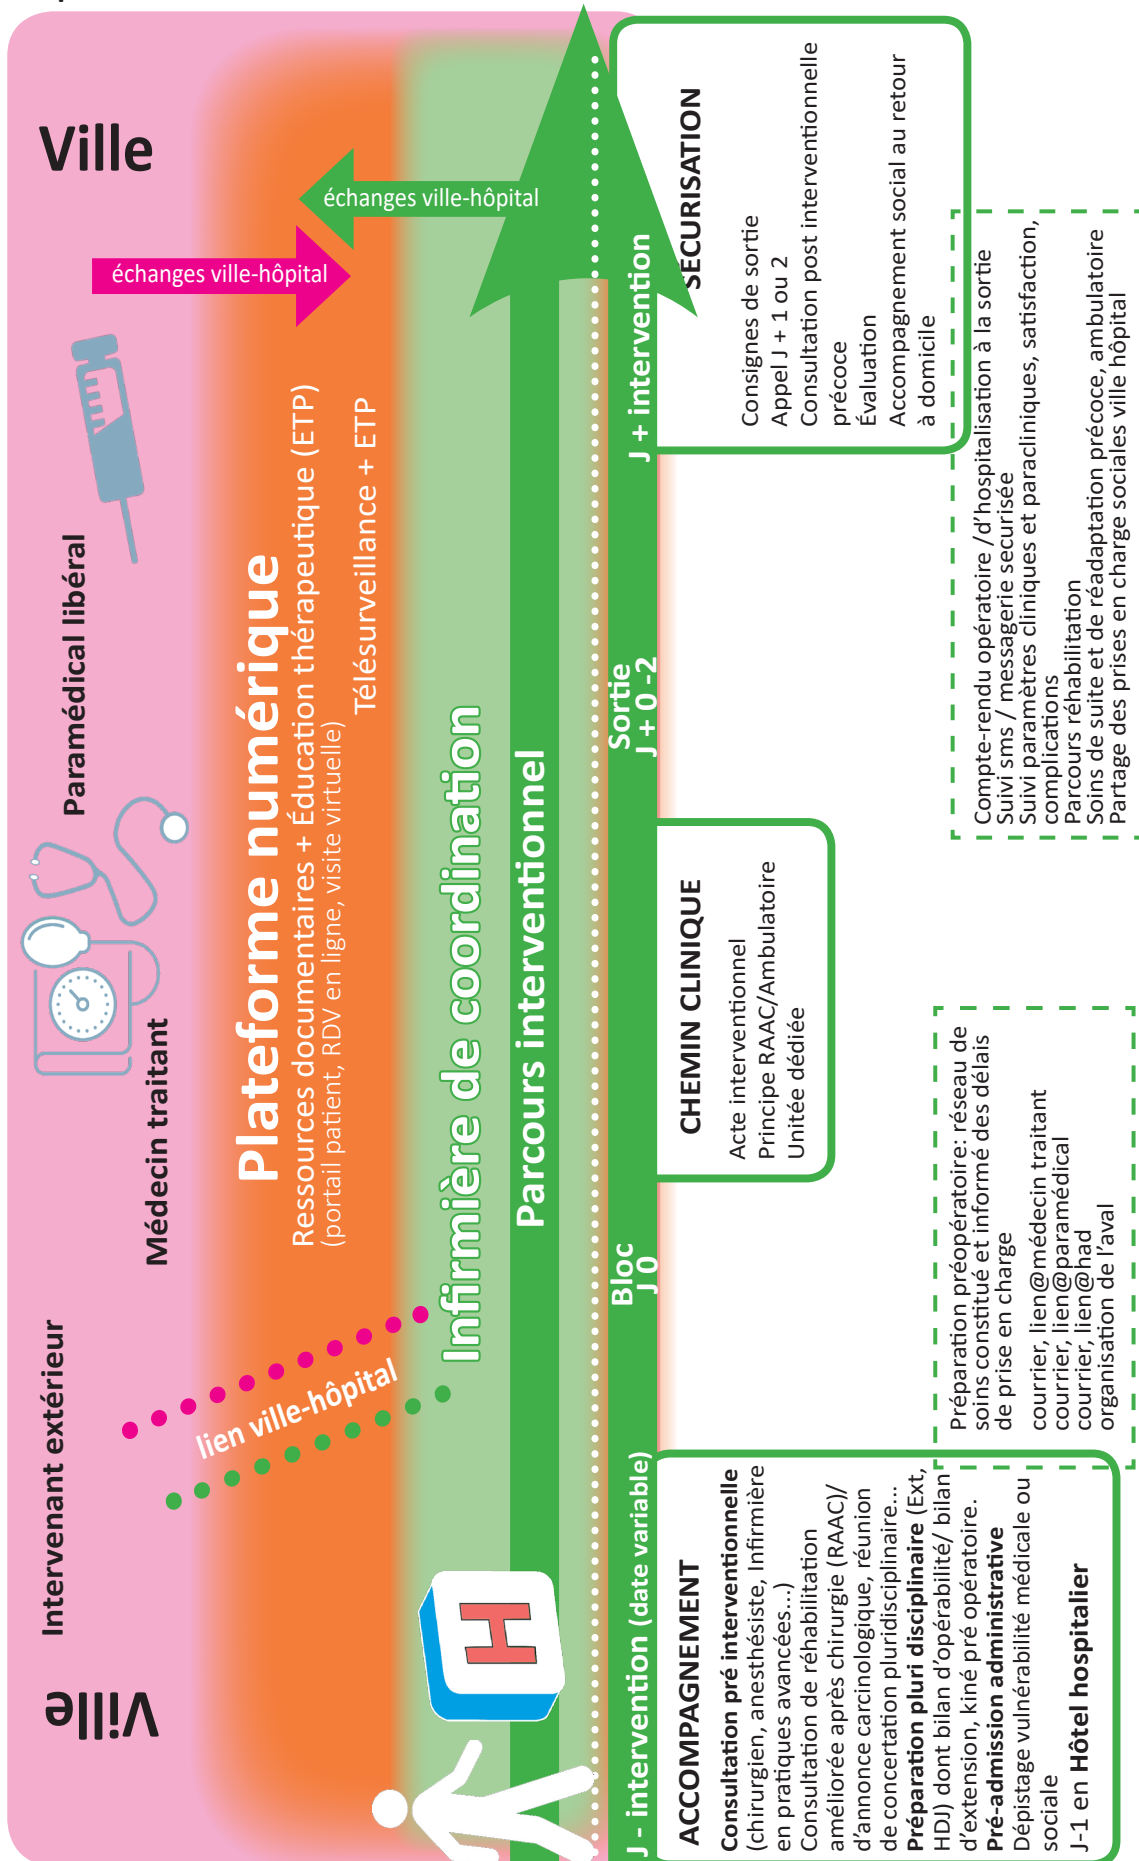 Ville
Intervenant extérieur
Médecin traitant
Paramédical libéral
Ville
échanges ville-hôpital
échanges ville-hôpital
lien ville-hôpital
Plateforme numérique
Ressources documentaires + Éducation thérapeutique (ETP)
(portail patient, RDV en ligne, visite virtuelle)
Télésurveillance + ETP
Infirmière de coordination
H
Parcours interventionnel
J - intervention (date variable)
Bloc
J 0
Sortie
J + 0 -2
J + intervention
ACCOMPAGNEMENT
Consultation pré interventionnelle
(chirurgien, anesthésiste, Infirmière
en pratiques avancées...)
Consultation de réhabilitation
améliorée après chirurgie (RAAC)/
d'annonce carcinologique, réunion
de concertation pluridisciplinaire...
Préparation pluri disciplinaire (Ext,
HDJ) dont bilan d'opérabilité/ bilan
d'extension, kiné pré opératoire.
Pré-admission administrative
Dépistage vulnérabilité médicale ou
sociale
J-1 en Hôtel hospitalier
Préparation préopératoire: réseau de
soins constitué et informé des délais
de prise en charge
courrier, lien@médecin traitant
courrier, lien@paramédical
courrier, lien@had
organisation de l'aval
CHEMIN CLINIQUE
Acte interventionnel
Principe RAAC/Ambulatoire
Unitée dédiée
SÉCURISATION
Consignes de sortie
Appel J + 1 ou 2
Consultation post interventionnelle
précoce
Évaluation
Accompagnement social au retour
à domicile
Compte-rendu opératoire /d'hospitalisation à la sortie
Suivi sms / messagerie securisée
Suivi paramètres cliniques et paracliniques, satisfaction,
complications
Parcours réhabilitation
Soins de suite et de réadaptation précoce, ambulatoire
Partage des prises en charge sociales ville hôpital